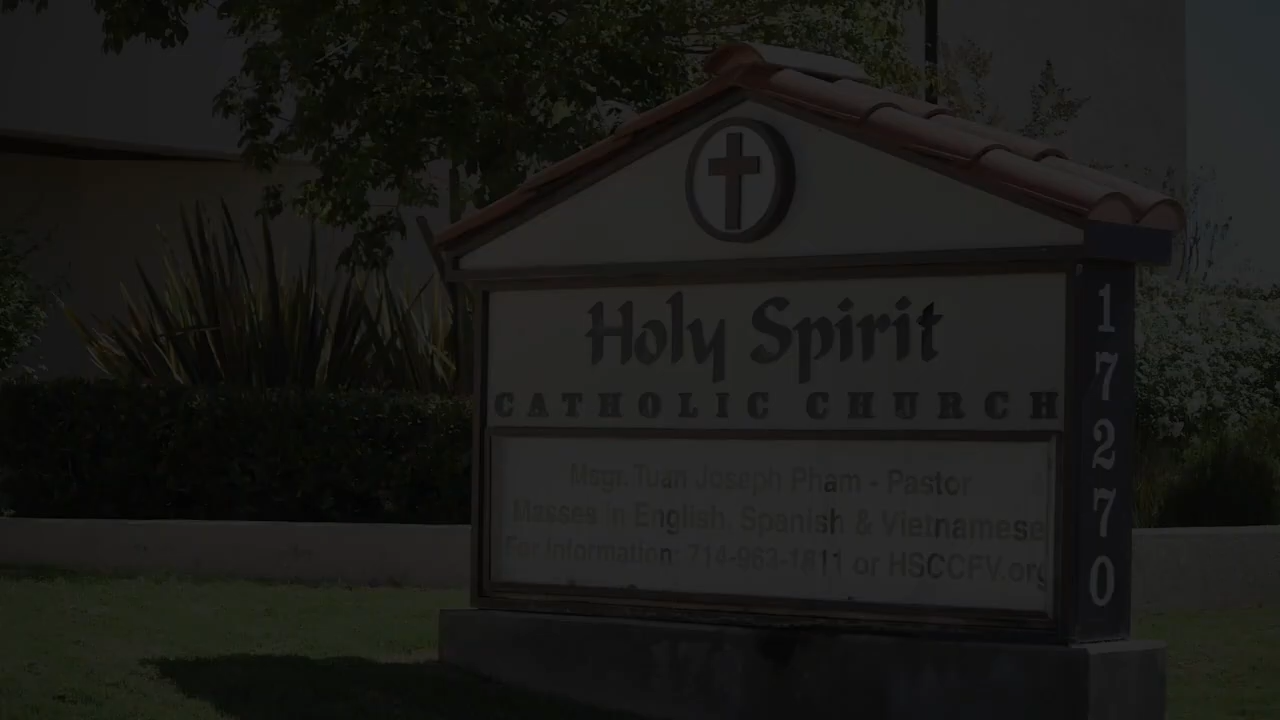 Holy Spirit
CATHOLIC CHURCH
Msgr. Tuan Joseph Pham - Pastor
Masses in English, Spanish & Vietnamese
For Information: 714-963-1811 or HSCCFV.org
17270